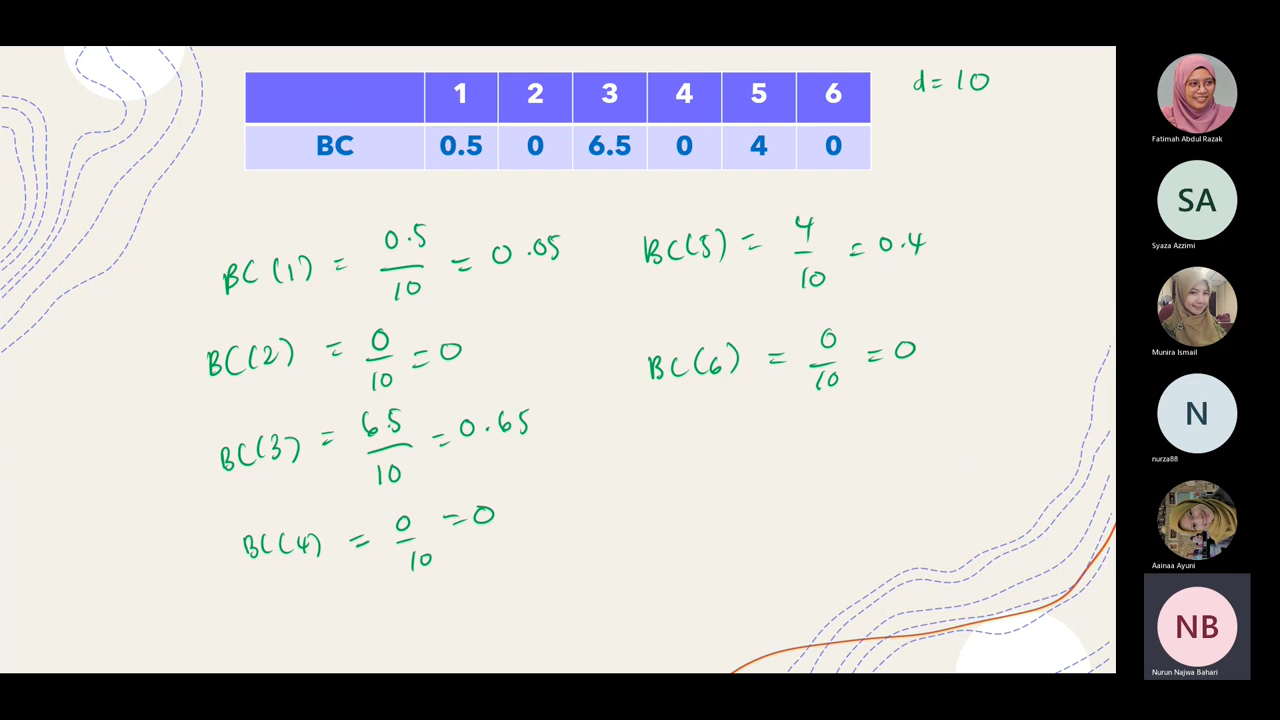 1 2 3 4 5 6
BC 0.5 0 6.5 0 4 0
d = 10
BC(1) = 0.5/10 = 0.05
BC(2) = 0/10 = 0
BC(3) = 6.5/10 = 0.65
BC(4) = 0/10 = 0
BC(5) = 4/10 = 0.4
BC(6) = 0/10 = 0
Fatimah Abdul Razak
SA
Syaza Azzimi
Munira Ismail
N
nurza88
Aainaa Ayuni
NB
Nurun Najwa Bahari